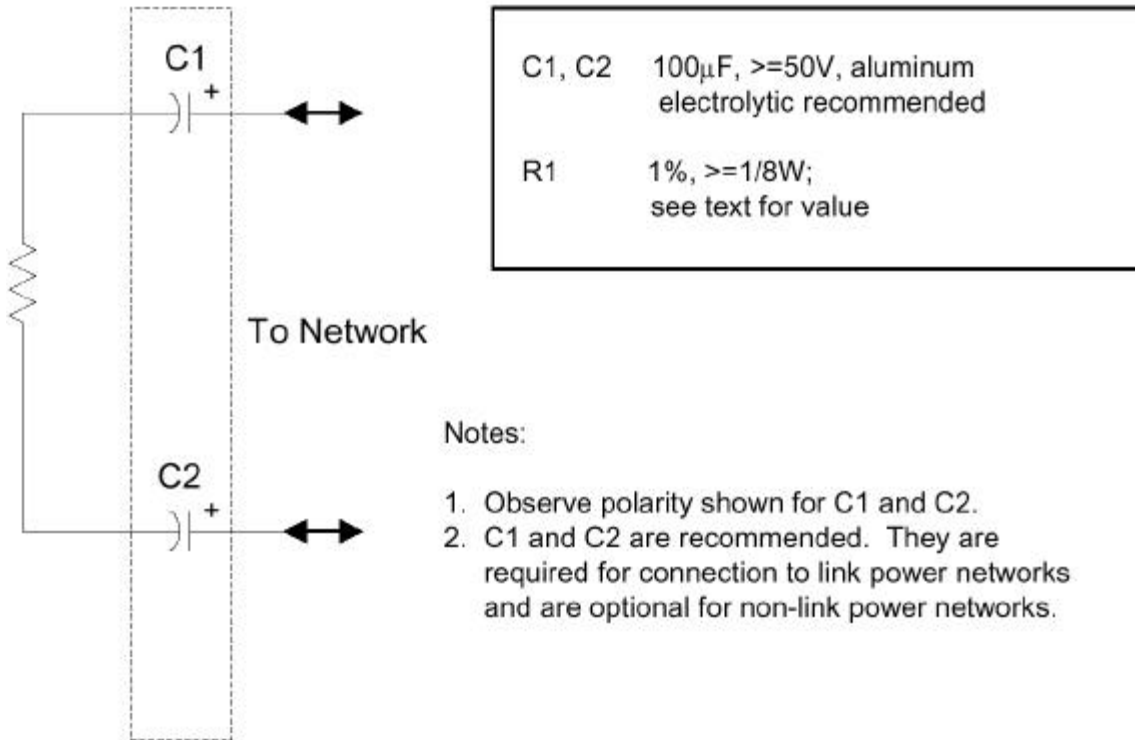 C1
+
C1, C2 100µF, >=50V, aluminum
electrolytic recommended
R1 1%, >=1/8W;
see text for value
To Network
C2
+
Notes:
1. Observe polarity shown for C1 and C2.
2. C1 and C2 are recommended. They are
required for connection to link power networks
and are optional for non-link power networks.